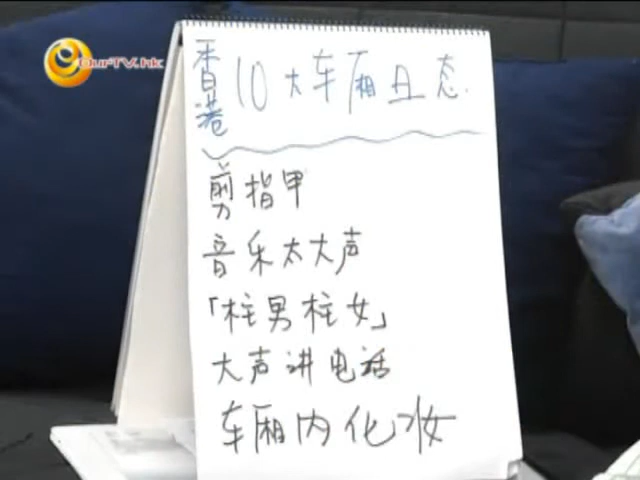 OurTV.hk
香港10大车厢丑态
剪指甲
音乐太大声
「柱男柱女」
大声讲电话
车厢内化妆